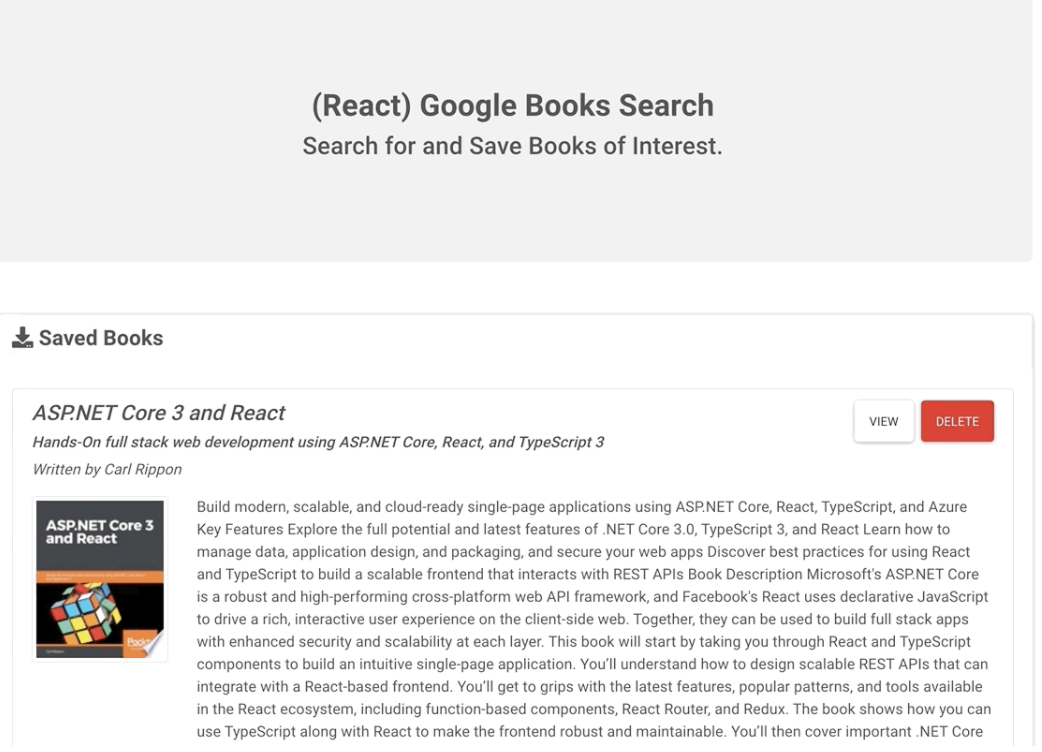 (React) Google Books Search
Search for and Save Books of Interest.
Saved Books
ASP.NET Core 3 and React
VIEW
DELETE
Hands-On full stack web development using ASP.NET Core, React, and TypeScript 3
Written by Carl Rippon
ASP.NET Core 3
and React
Packt
Build modern, scalable, and cloud-ready single-page applications using ASP.NET Core, React, TypeScript, and Azure
Key Features Explore the full potential and latest features of .NET Core 3.0, TypeScript 3, and React Learn how to
manage data, application design, and packaging, and secure your web apps Discover best practices for using React
and TypeScript to build a scalable frontend that interacts with REST APIs Book Description Microsoft's ASP.NET Core
is a robust and high-performing cross-platform web API framework, and Facebook's React uses declarative JavaScript
to drive a rich, interactive user experience on the client-side web. Together, they can be used to build full stack apps
with enhanced security and scalability at each layer. This book will start by taking you through React and TypeScript
components to build an intuitive single-page application. You’ll understand how to design scalable REST APIs that can
integrate with a React-based frontend. You’ll get to grips with the latest features, popular patterns, and tools available
in the React ecosystem, including function-based components, React Router, and Redux. The book shows how you can
use TypeScript along with React to make the frontend robust and maintainable. You’ll then cover important .NET Core